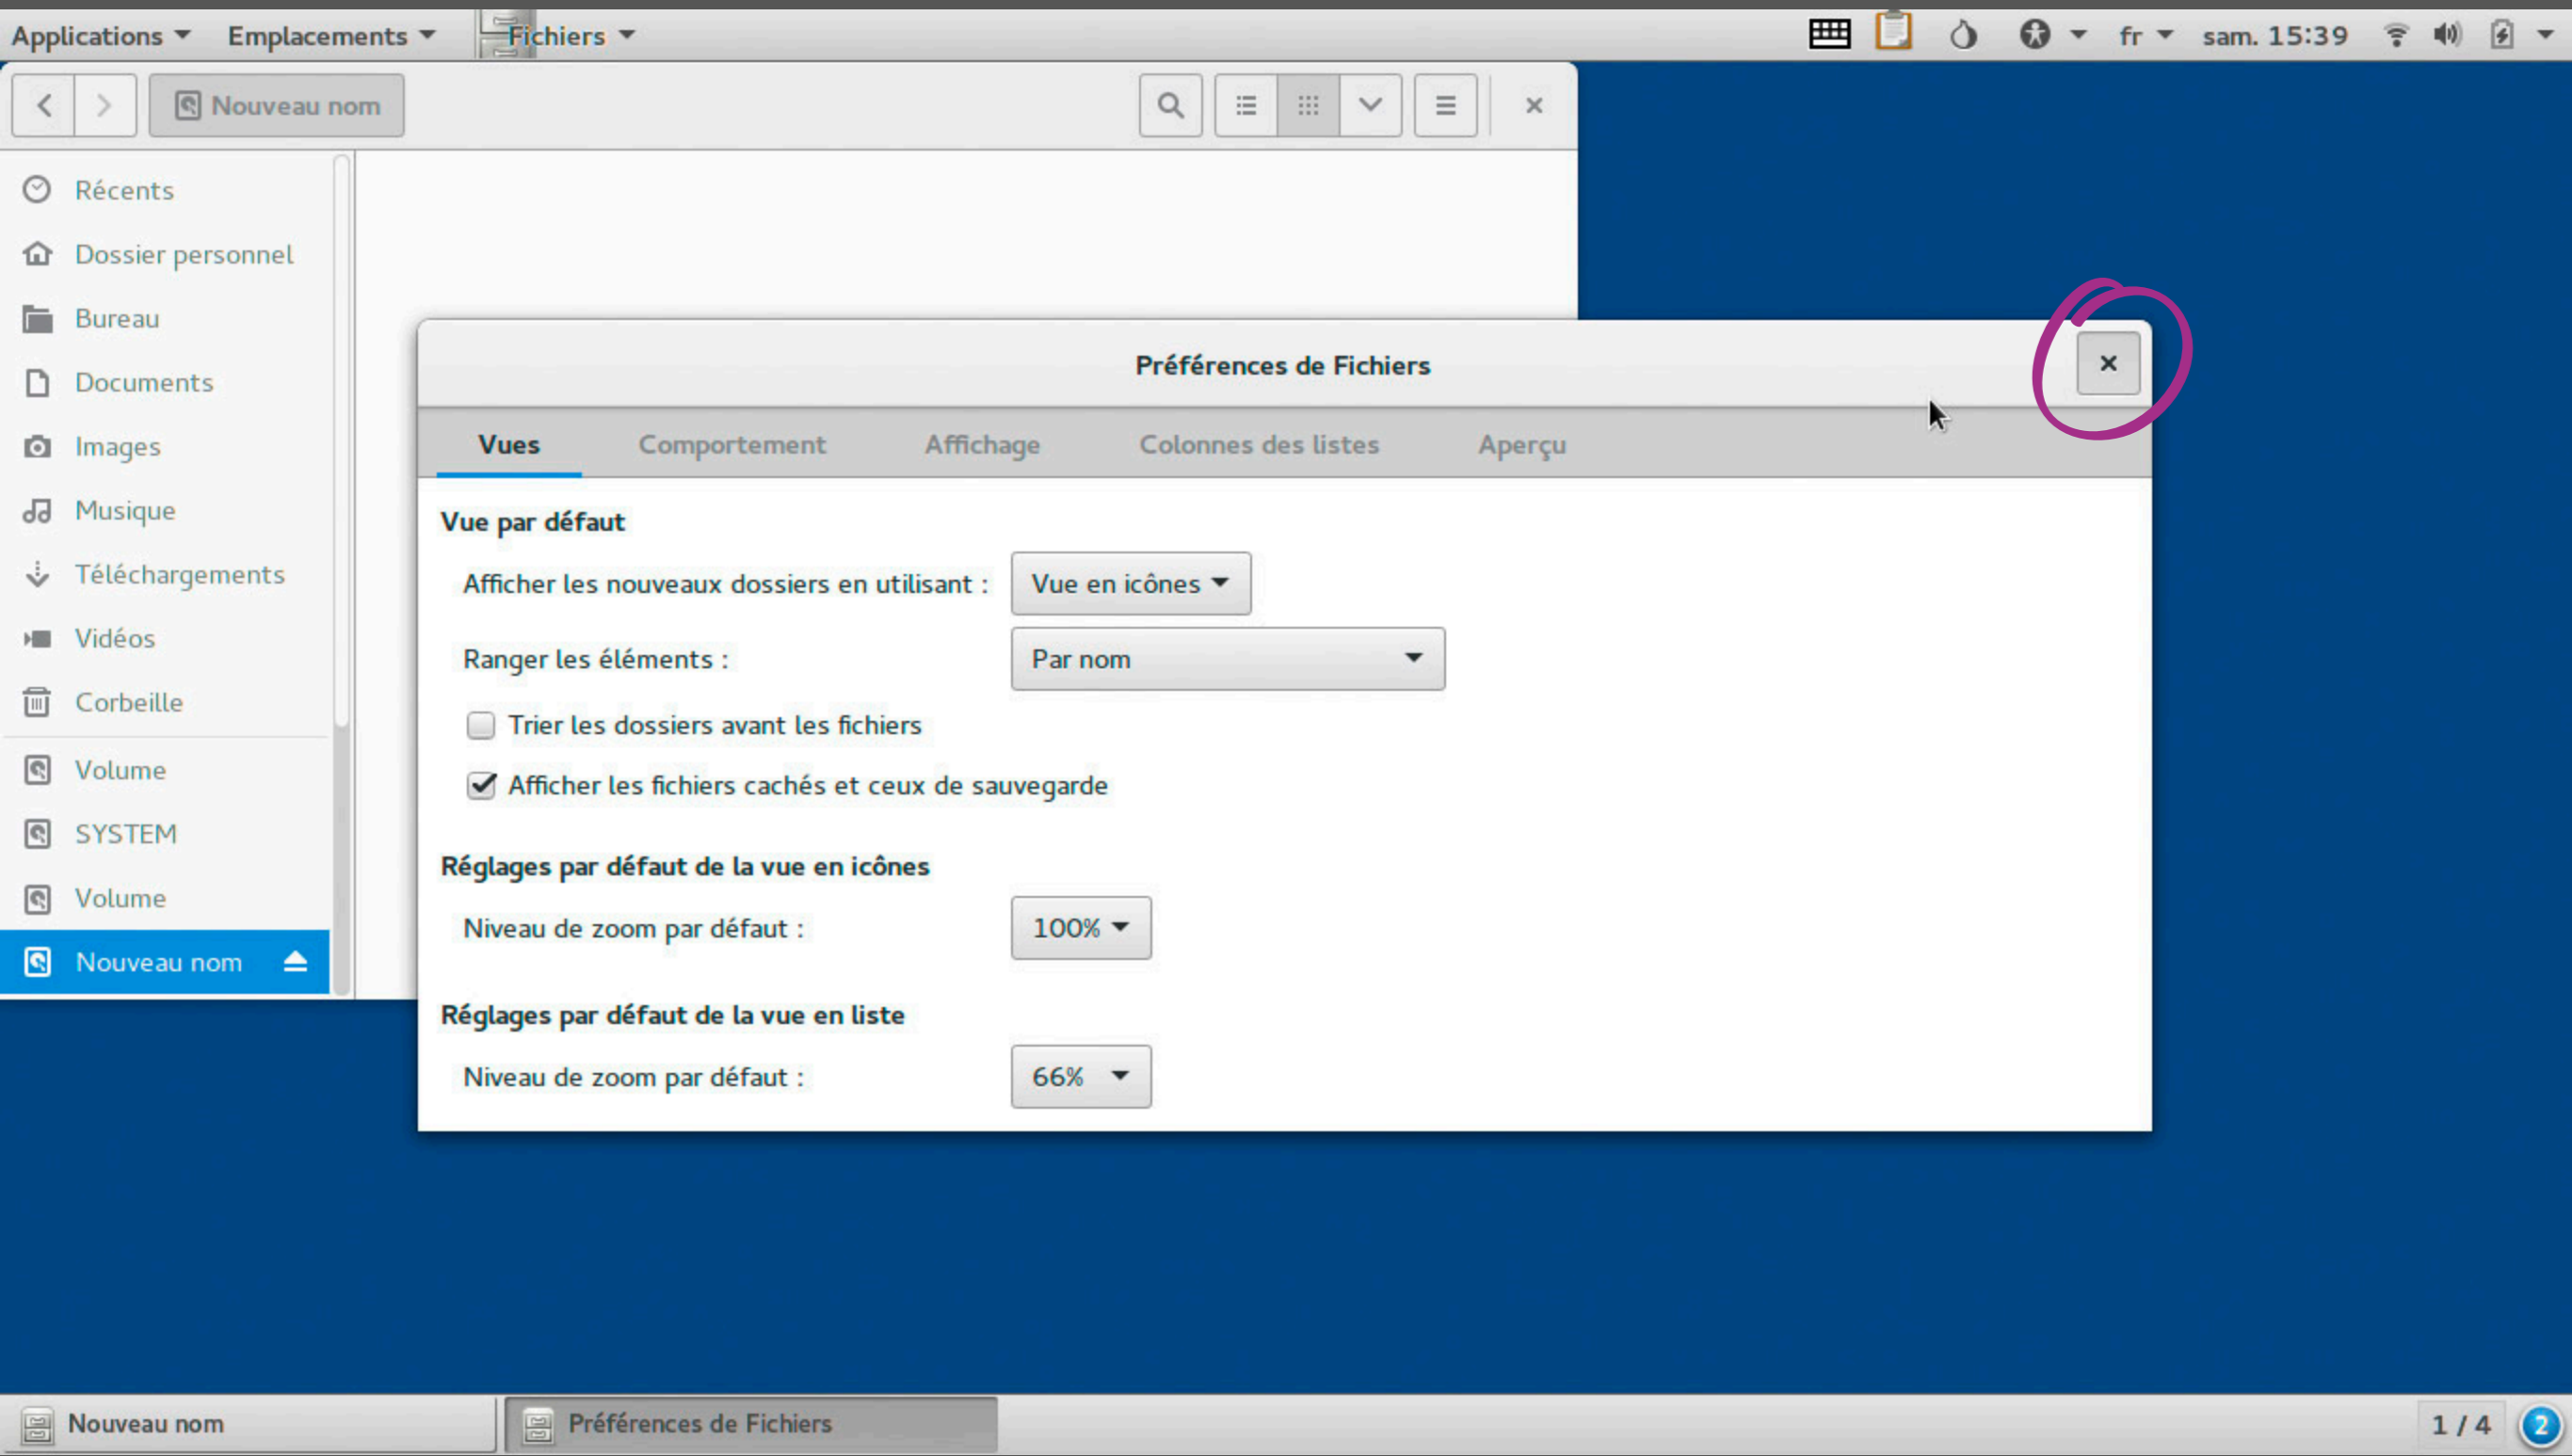 Applications Emplacements Fichiers fr sam. 15:39
Nouveau nom
Récents
Dossier personnel
Bureau
Documents
Images
Musique
Téléchargements
Vidéos
Corbeille
Volume
SYSTEM
Volume
Nouveau nom
Préférences de Fichiers
Vues Comportement Affichage Colonnes des listes Aperçu
Vue par défaut
Afficher les nouveaux dossiers en utilisant : Vue en icônes
Ranger les éléments : Par nom
Trier les dossiers avant les fichiers
Afficher les fichiers cachés et ceux de sauvegarde
Réglages par défaut de la vue en icônes
Niveau de zoom par défaut : 100%
Réglages par défaut de la vue en liste
Niveau de zoom par défaut : 66%
Nouveau nom Préférences de Fichiers 1 / 4 2